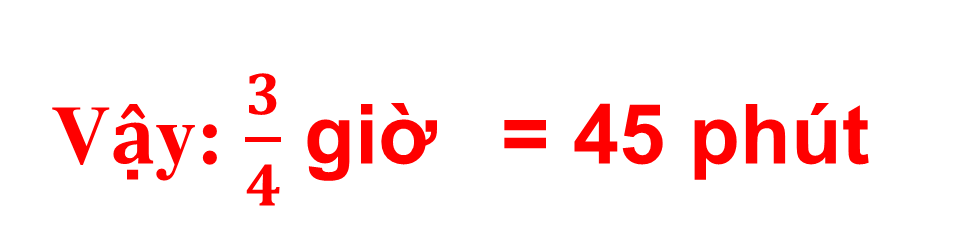 Vậy: 3/4 giờ = 45 phút